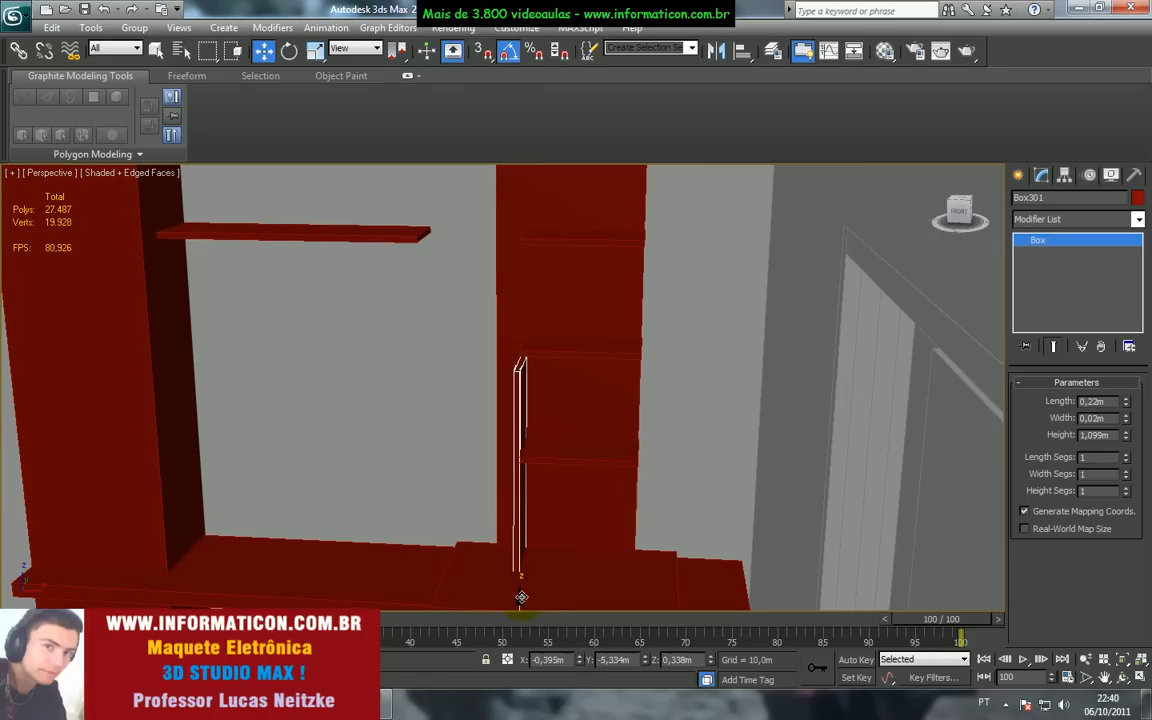 Autodesk 3ds Max 2
Mais de 3.800 videoaulas - www.informaticon.com.br
Type a keyword or phrase
Edit Tools Group Views Create Modifiers Animation Graph Editors Rendering Customize MAXScript Help
All
View
Create Selection Se
Graphite Modeling Tools Freeform Selection Object Paint
Polygon Modeling
[ + ] [ Perspective ] [ Shaded + Edged Faces ]
Total
Polys: 27.487
Verts: 19.928
FPS: 80,926
FRONT
Box301
Modifier List
Box
Parameters
Length: 0,22m
Width: 0,02m
Height: 1,099m
Length Segs: 1
Width Segs: 1
Height Segs: 1
Generate Mapping Coords.
Real-World Map Size
z
z
100 / 100
40 45 50 55 60 65 70 75 80 85 90 95 100
X: -0,395m Y: -5,334m Z: 0,338m Grid = 10,0m
Add Time Tag
Auto Key Selected
Set Key Key Filters...
100
WWW.INFORMATICON.COM.BR
Maquete Eletrônica
3D STUDIO MAX !
Professor Lucas Neitzke
PT
22:40
06/10/2011